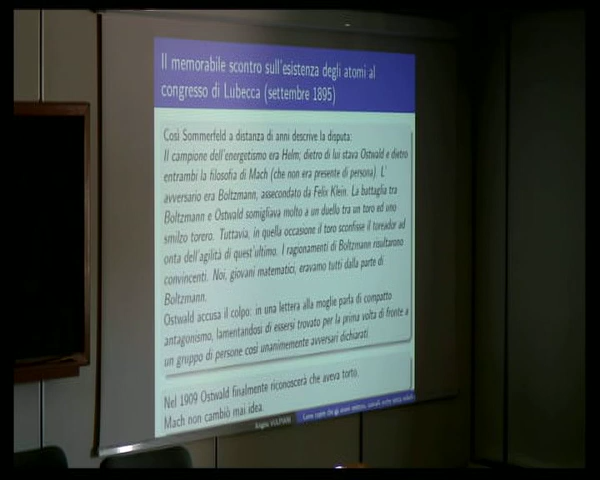 Il memorabile scontro sull'esistenza degli atomi al
congresso di Lubecca (settembre 1895)
Così Sommerfeld a distanza di anni descrive la disputa:
Il campione dell'energetismo era Helm; dietro di lui stava Ostwald e dietro
entrambi la filosofia di Mach (che non era presente di persona). L'
avversario era Boltzmann, assecondato da Felix Klein. La battaglia tra
Boltzmann e Ostwald somigliava molto a un duello tra un toro ed uno
smilzo torero. Tuttavia, in quella occasione il toro sconfisse il toreador ad
onta dell'agilità di quest'ultimo. I ragionamenti di Boltzmann risultarono
convincenti. Noi, giovani matematici, eravamo tutti dalla parte di
Boltzmann.
Ostwald accusa il colpo: in una lettera alla moglie parla di compatto
antagonismo, lamentandosi di essersi trovato per la prima volta di fronte a
un gruppo di persone così unanimemente avversari dichiarati
Nel 1909 Ostwald finalmente riconoscerà che aveva torto.
Mach non cambiò mai idea.
Angelo VULPIANI